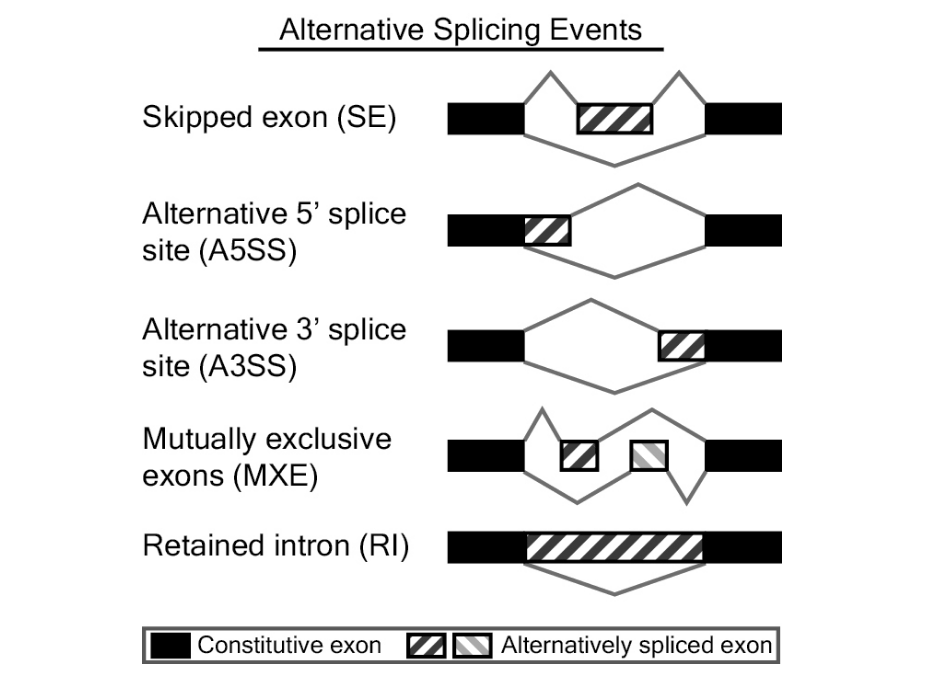 Alternative Splicing Events
Skipped exon (SE)
Alternative 5’ splice
site (A5SS)
Alternative 3’ splice
site (A3SS)
Mutually exclusive
exons (MXE)
Retained intron (RI)
Constitutive exon
Alternatively spliced exon